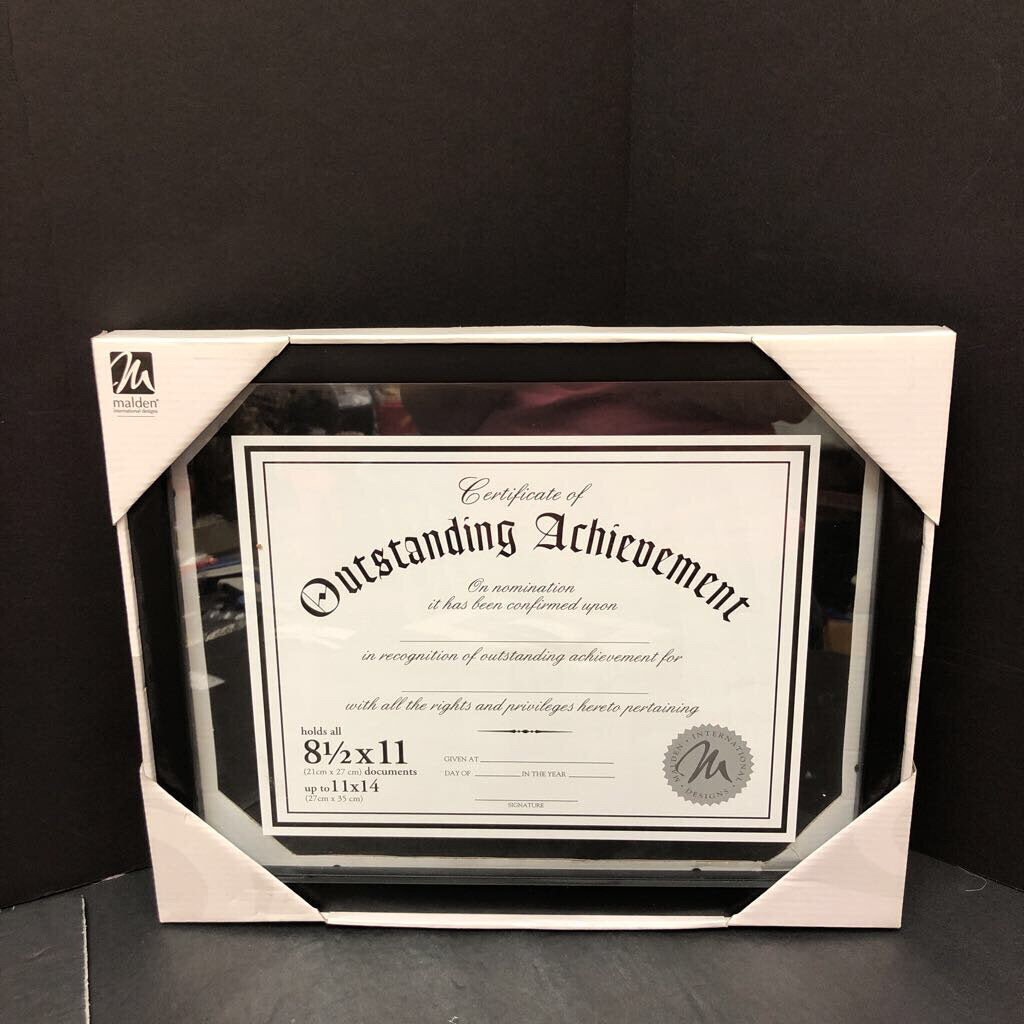 malden®
international designs
Certificate of
Outstanding Achievement
On nomination
it has been confirmed upon
in recognition of outstanding achievement for
with all the rights and privileges hereto pertaining
holds all
8½ x 11
(21cm x 27 cm) documents
up to 11x14
(27cm x 35 cm)
GIVEN AT
DAY OF IN THE YEAR
SIGNATURE
MALDEN • INTERNATIONAL
• DESIGNS •